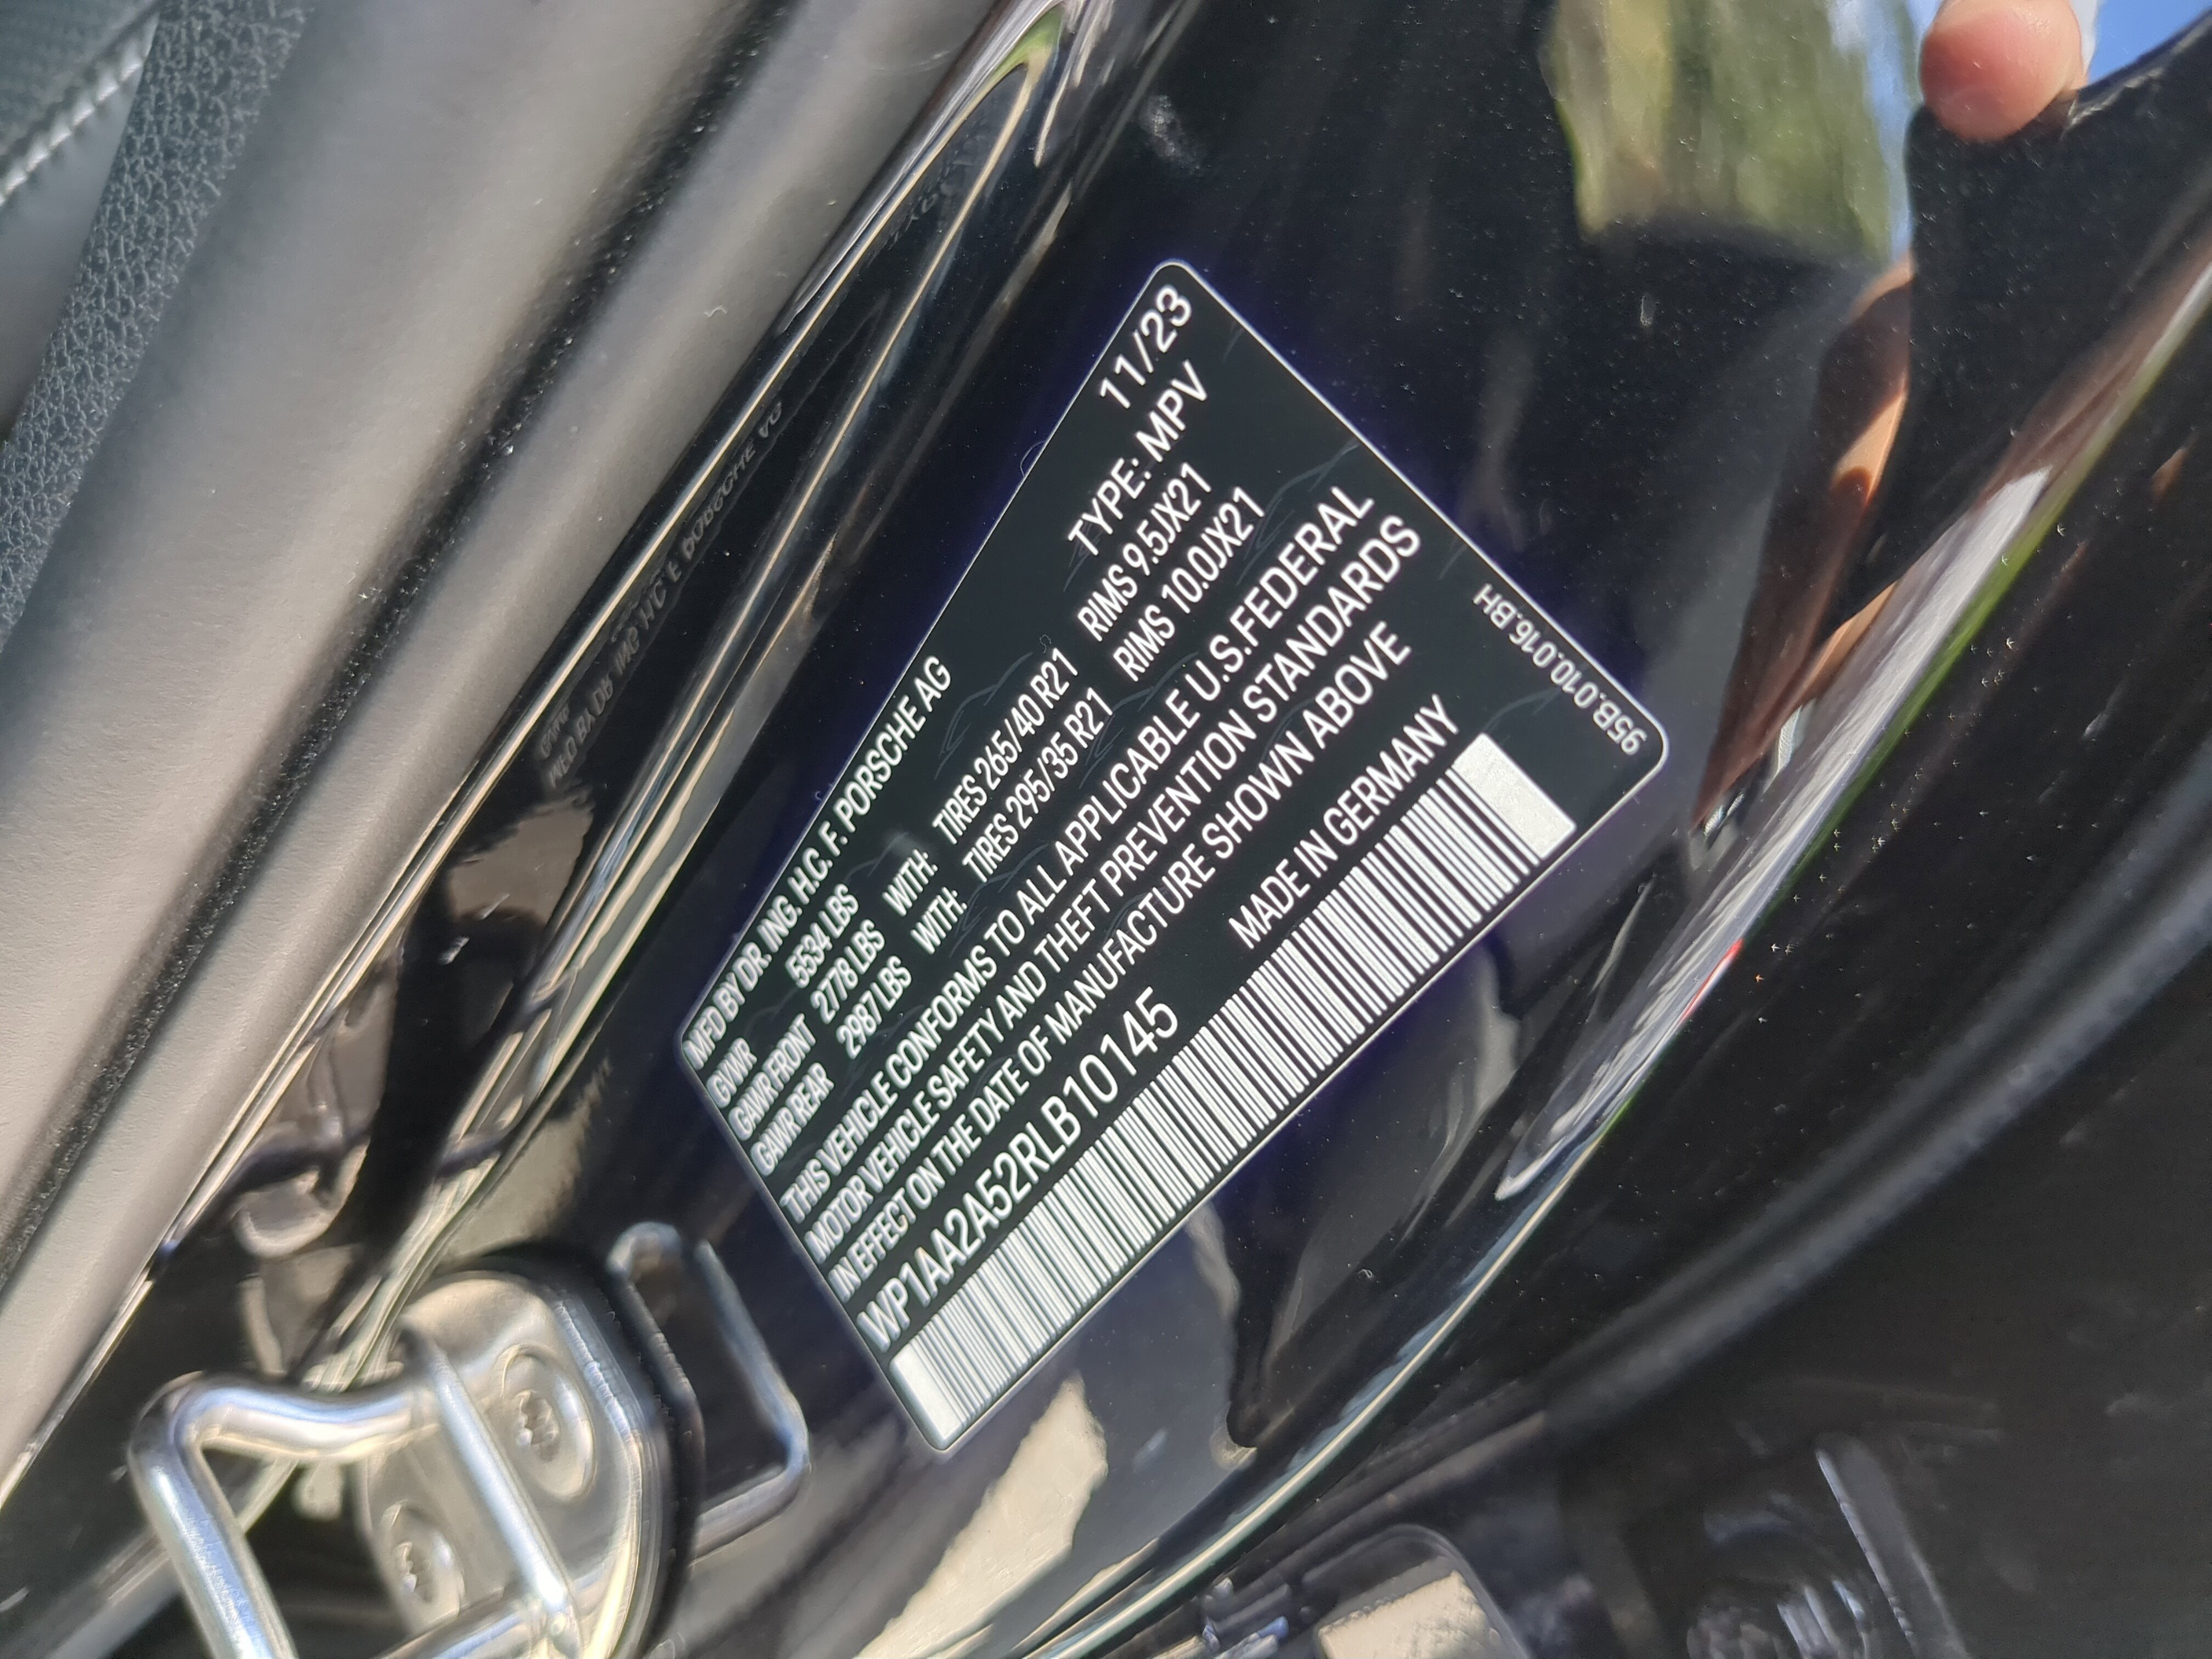 MFD BY DR. ING. H.C. F. PORSCHE AG 11/23
GVWR 5534 LBS TYPE: MPV
GAWR FRONT 2778 LBS WITH: TIRES 265/40 R21 RIMS 9.5JX21
GAWR REAR 2987 LBS WITH: TIRES 295/35 R21 RIMS 10.0JX21
THIS VEHICLE CONFORMS TO ALL APPLICABLE U.S.FEDERAL
MOTOR VEHICLE SAFETY AND THEFT PREVENTION STANDARDS
IN EFFECT ON THE DATE OF MANUFACTURE SHOWN ABOVE
WP1AA2A52RLB10145 MADE IN GERMANY
95B.010.016.BH